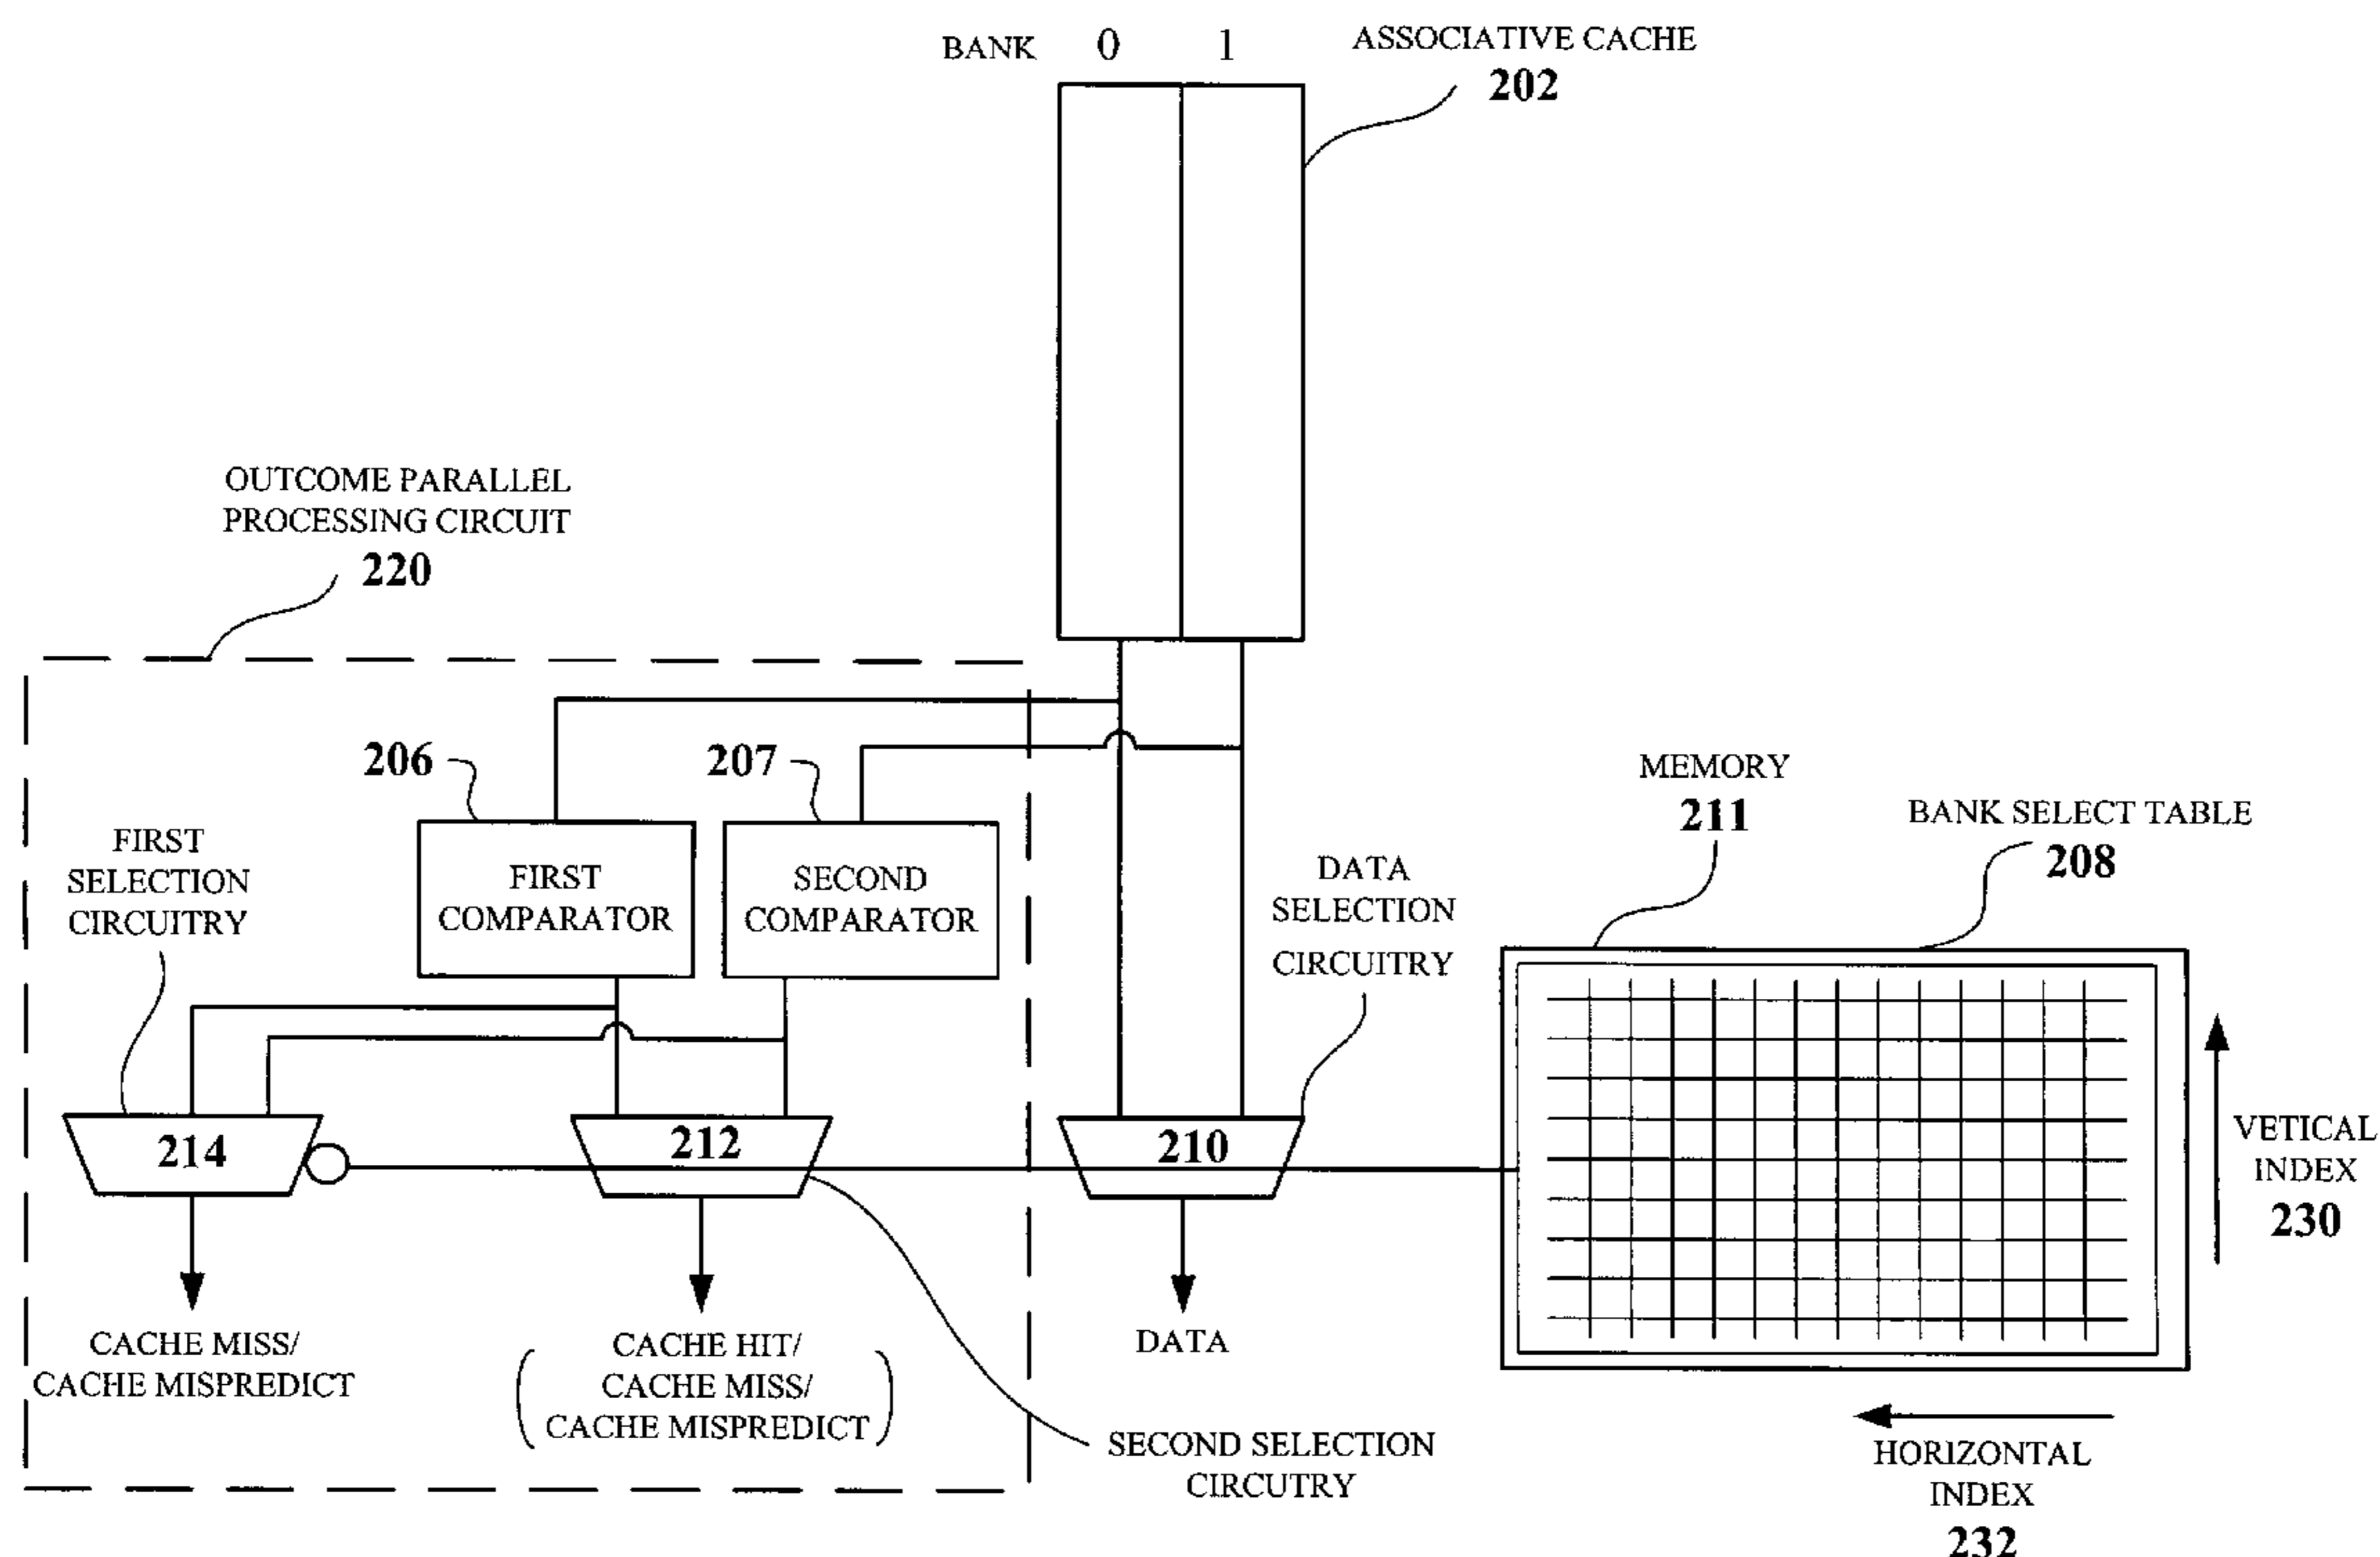 BANK 0 1
ASSOCIATIVE CACHE
202
OUTCOME PARALLEL
PROCESSING CIRCUIT
220
206
207
FIRST
SELECTION
CIRCUITRY
FIRST
COMPARATOR
SECOND
COMPARATOR
DATA
SELECTION
CIRCUITRY
MEMORY
211
BANK SELECT TABLE
208
214
212
210
VETICAL
INDEX
230
CACHE MISS/
CACHE MISPREDICT
CACHE HIT/
CACHE MISS/
CACHE MISPREDICT
DATA
SECOND SELECTION
CIRCUTRY
HORIZONTAL
INDEX
232